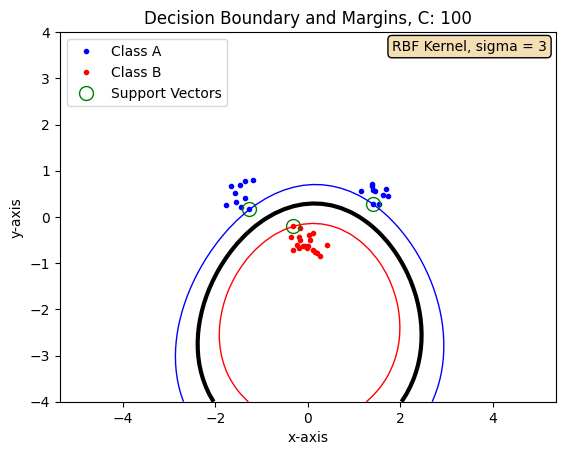 Decision Boundary and Margins, C: 100
RBF Kernel, sigma = 3
Class A
Class B
Support Vectors
y-axis
4
3
2
1
0
−1
−2
−3
−4
−4
−2
0
2
4
x-axis